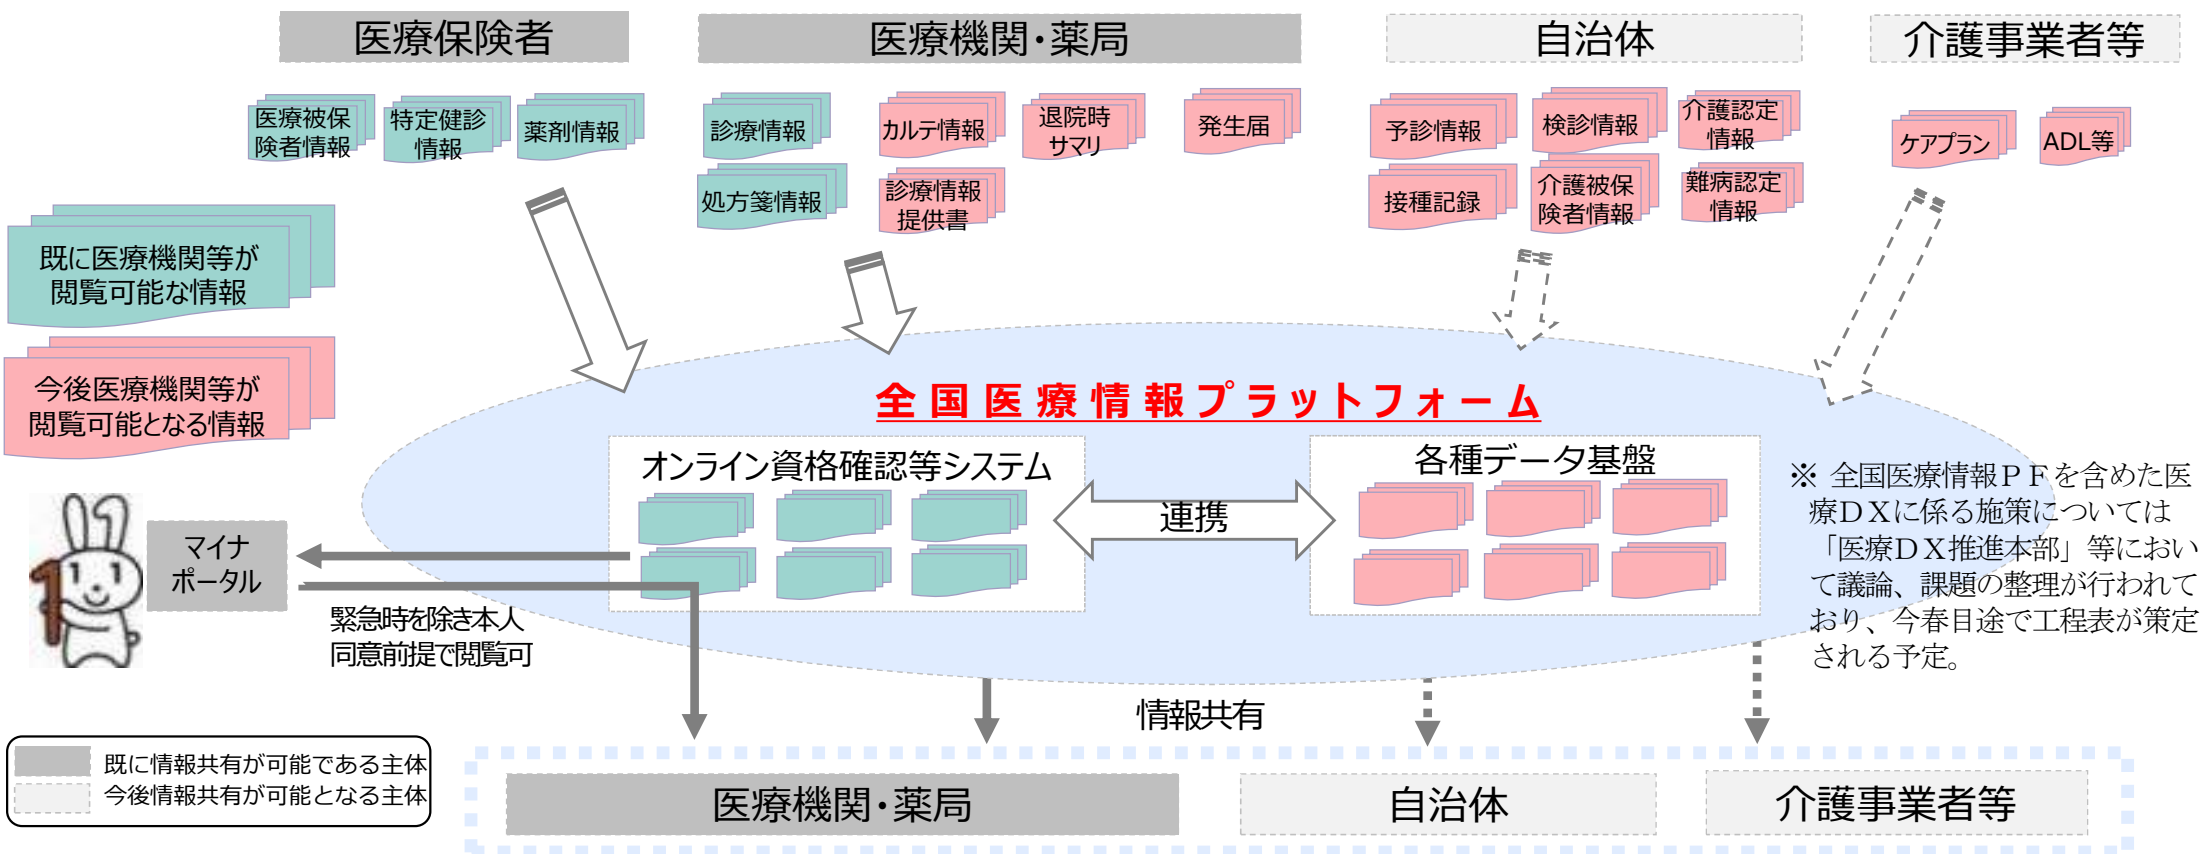 医療保険者
医療機関・薬局
自治体
介護事業者等
医療被保
険者情報
特定健診
情報
薬剤情報
診療情報
処方箋情報
カルテ情報
診療情報
提供書
退院時
サマリ
発生届
予診情報
検診情報
介護認定
情報
接種記録
介護被保
険者情報
難病認定
情報
ケアプラン
ADL等
既に医療機関等が
閲覧可能な情報
今後医療機関等が
閲覧可能となる情報
全国医療情報プラットフォーム
オンライン資格確認等システム
連携
各種データ基盤
※ 全国医療情報ＰＦを含めた医
療ＤＸに係る施策については
「医療ＤＸ推進本部」等におい
て議論、課題の整理が行われて
おり、今春目途で工程表が策定
される予定。
マイナ
ポータル
緊急時を除き本人
同意前提で閲覧可
情報共有
既に情報共有が可能である主体
今後情報共有が可能となる主体
医療機関・薬局
自治体
介護事業者等